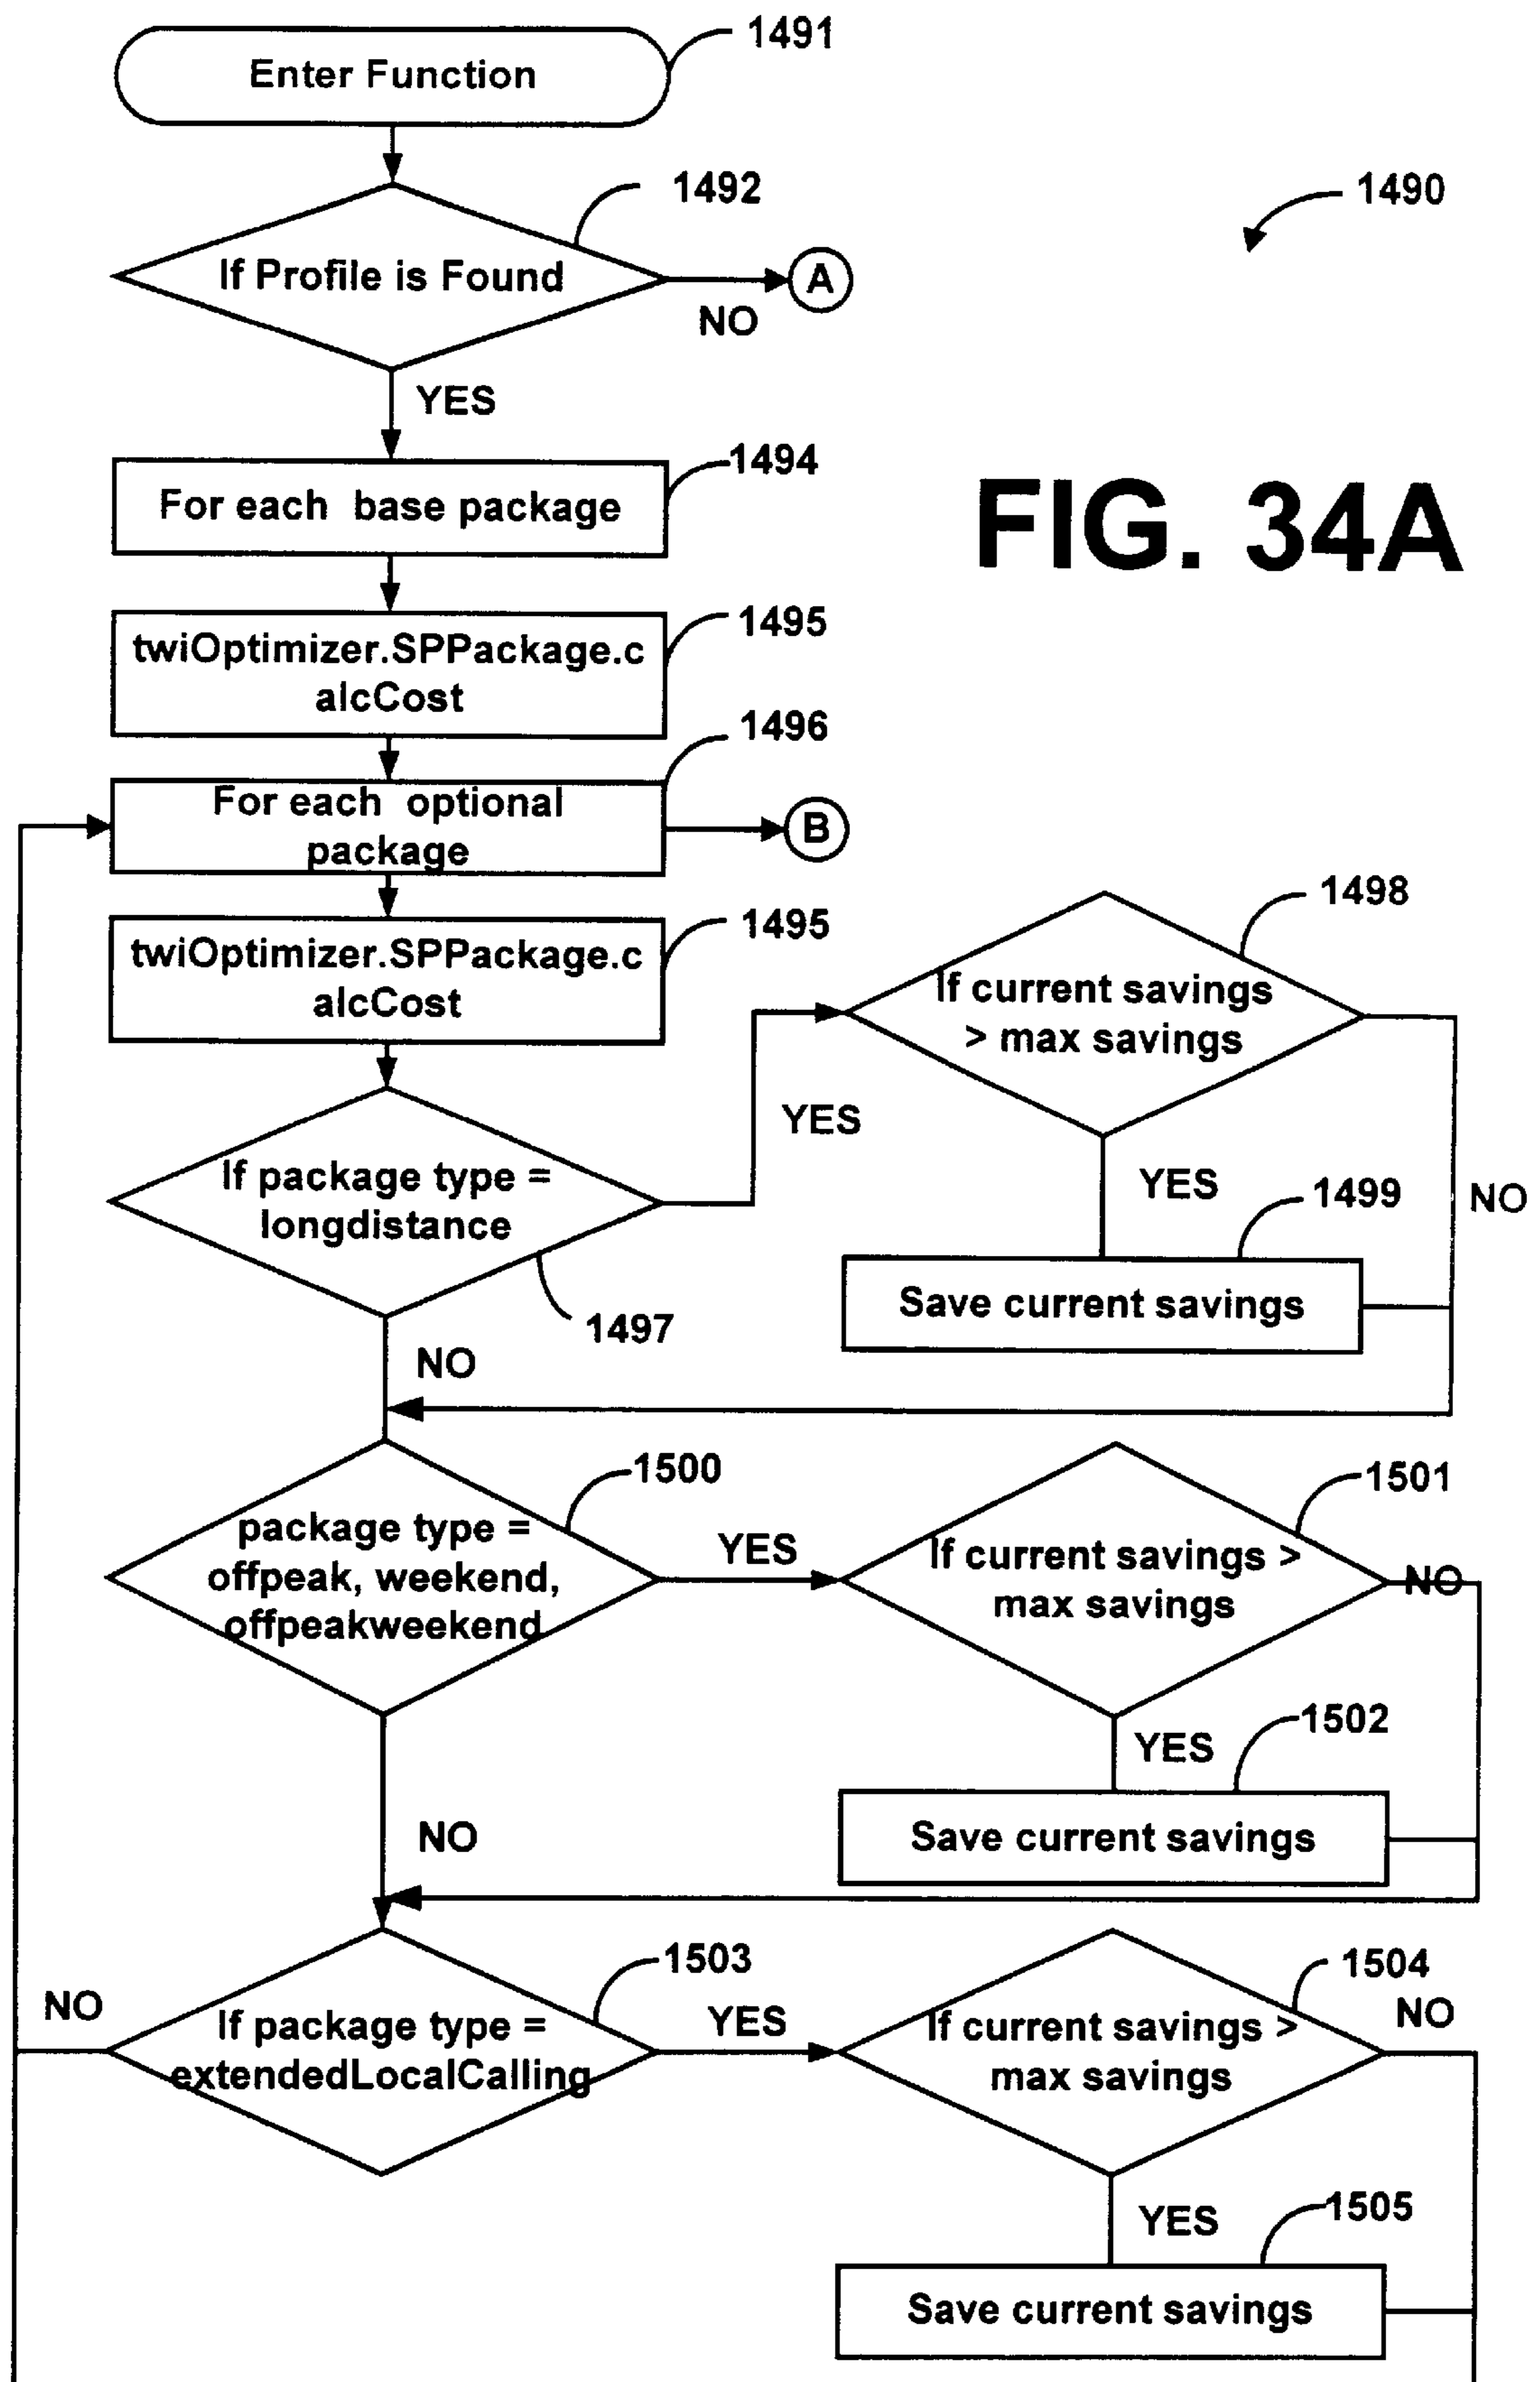 1491
Enter Function
1492
1490
If Profile is Found
A
NO
YES
1494
For each base package
FIG. 34A
1495
twiOptimizer.SPPackage.c
alcCost
1496
For each optional
package
B
1495
twiOptimizer.SPPackage.c
alcCost
1498
If current savings
> max savings
YES
If package type =
longdistance
YES
1499
NO
Save current savings
1497
NO
1500
1501
package type =
offpeak, weekend,
offpeakweekend
YES
If current savings >
max savings
NO
1502
YES
NO
Save current savings
1503
1504
NO
NO
If package type =
extendedLocalCalling
YES
If current savings >
max savings
YES
1505
Save current savings